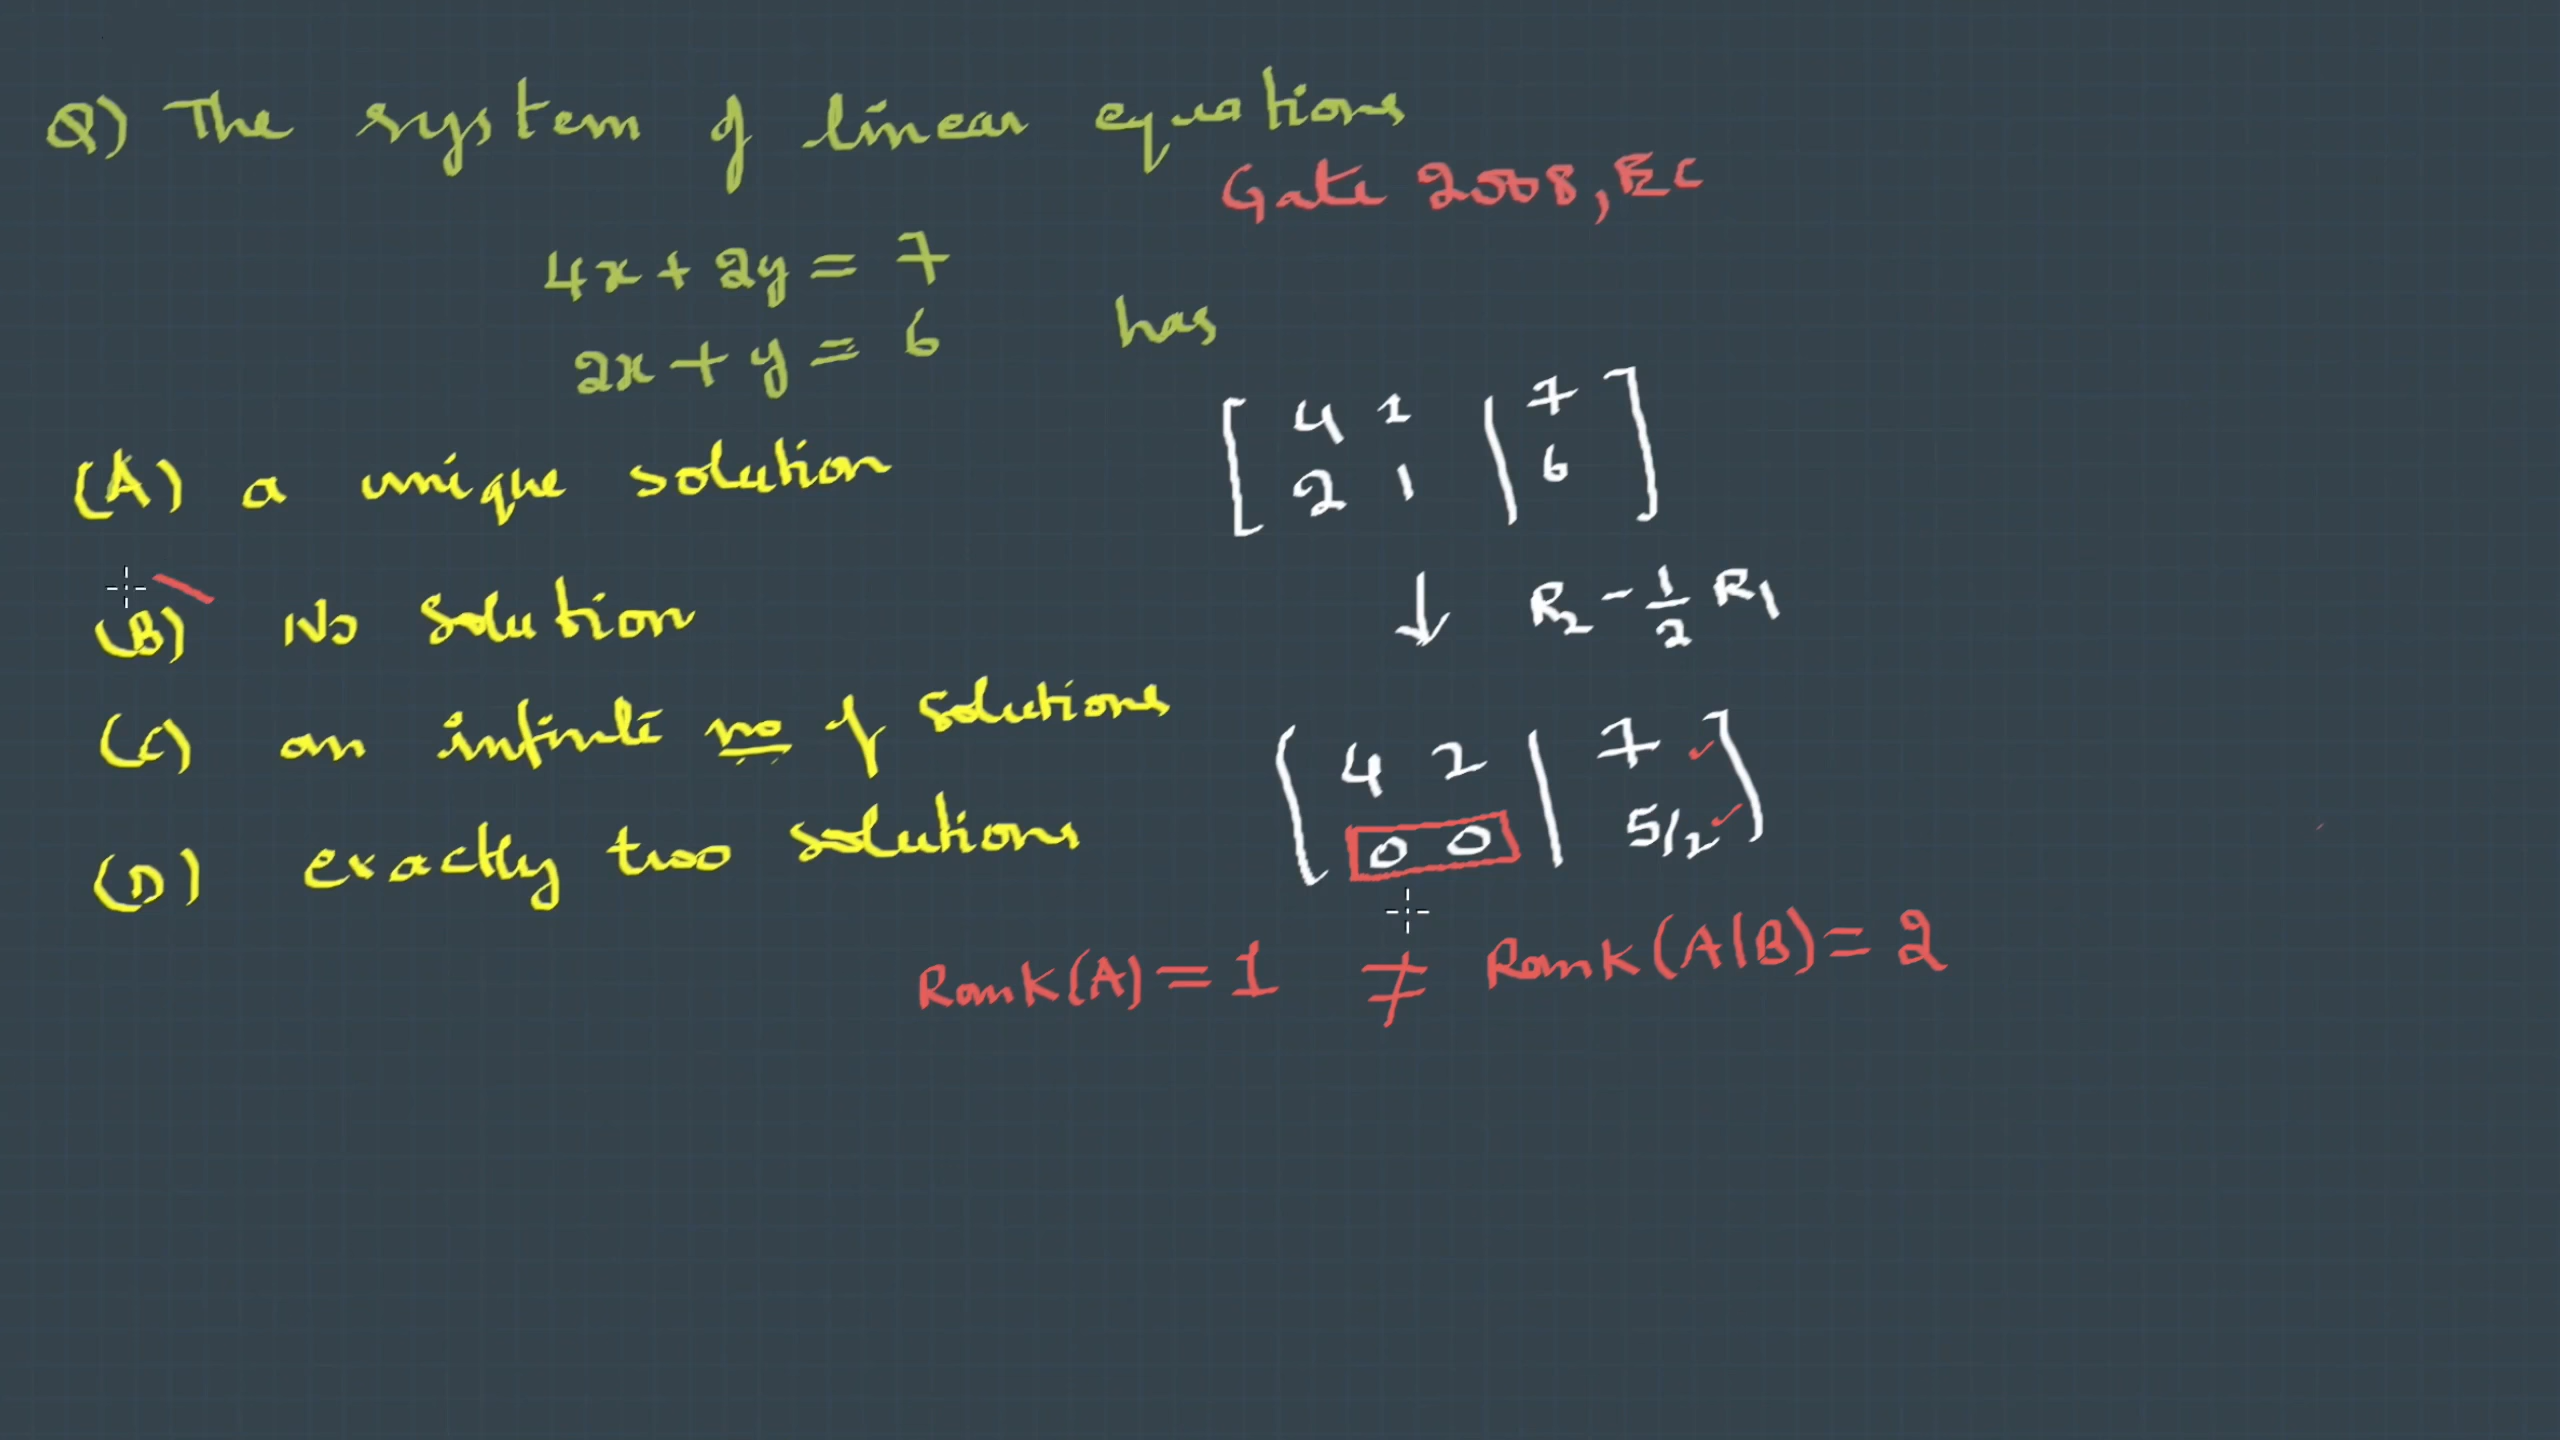 Q) The system of linear equations
Gate 2008, EC
4x + 2y = 7
2x + y = 6 has
(A) a unique solution
(B) No solution
(C) an infinite no of solutions
(D) exactly two solutions
[ 4 2 | 7 ]
[ 2 1 | 6 ]
↓ R2 - 1/2 R1
[ 4 2 | 7 ✓ ]
[ 0 0 | 5/2 ✓ ]
Rank(A) = 1 ≠ Rank(A|B) = 2